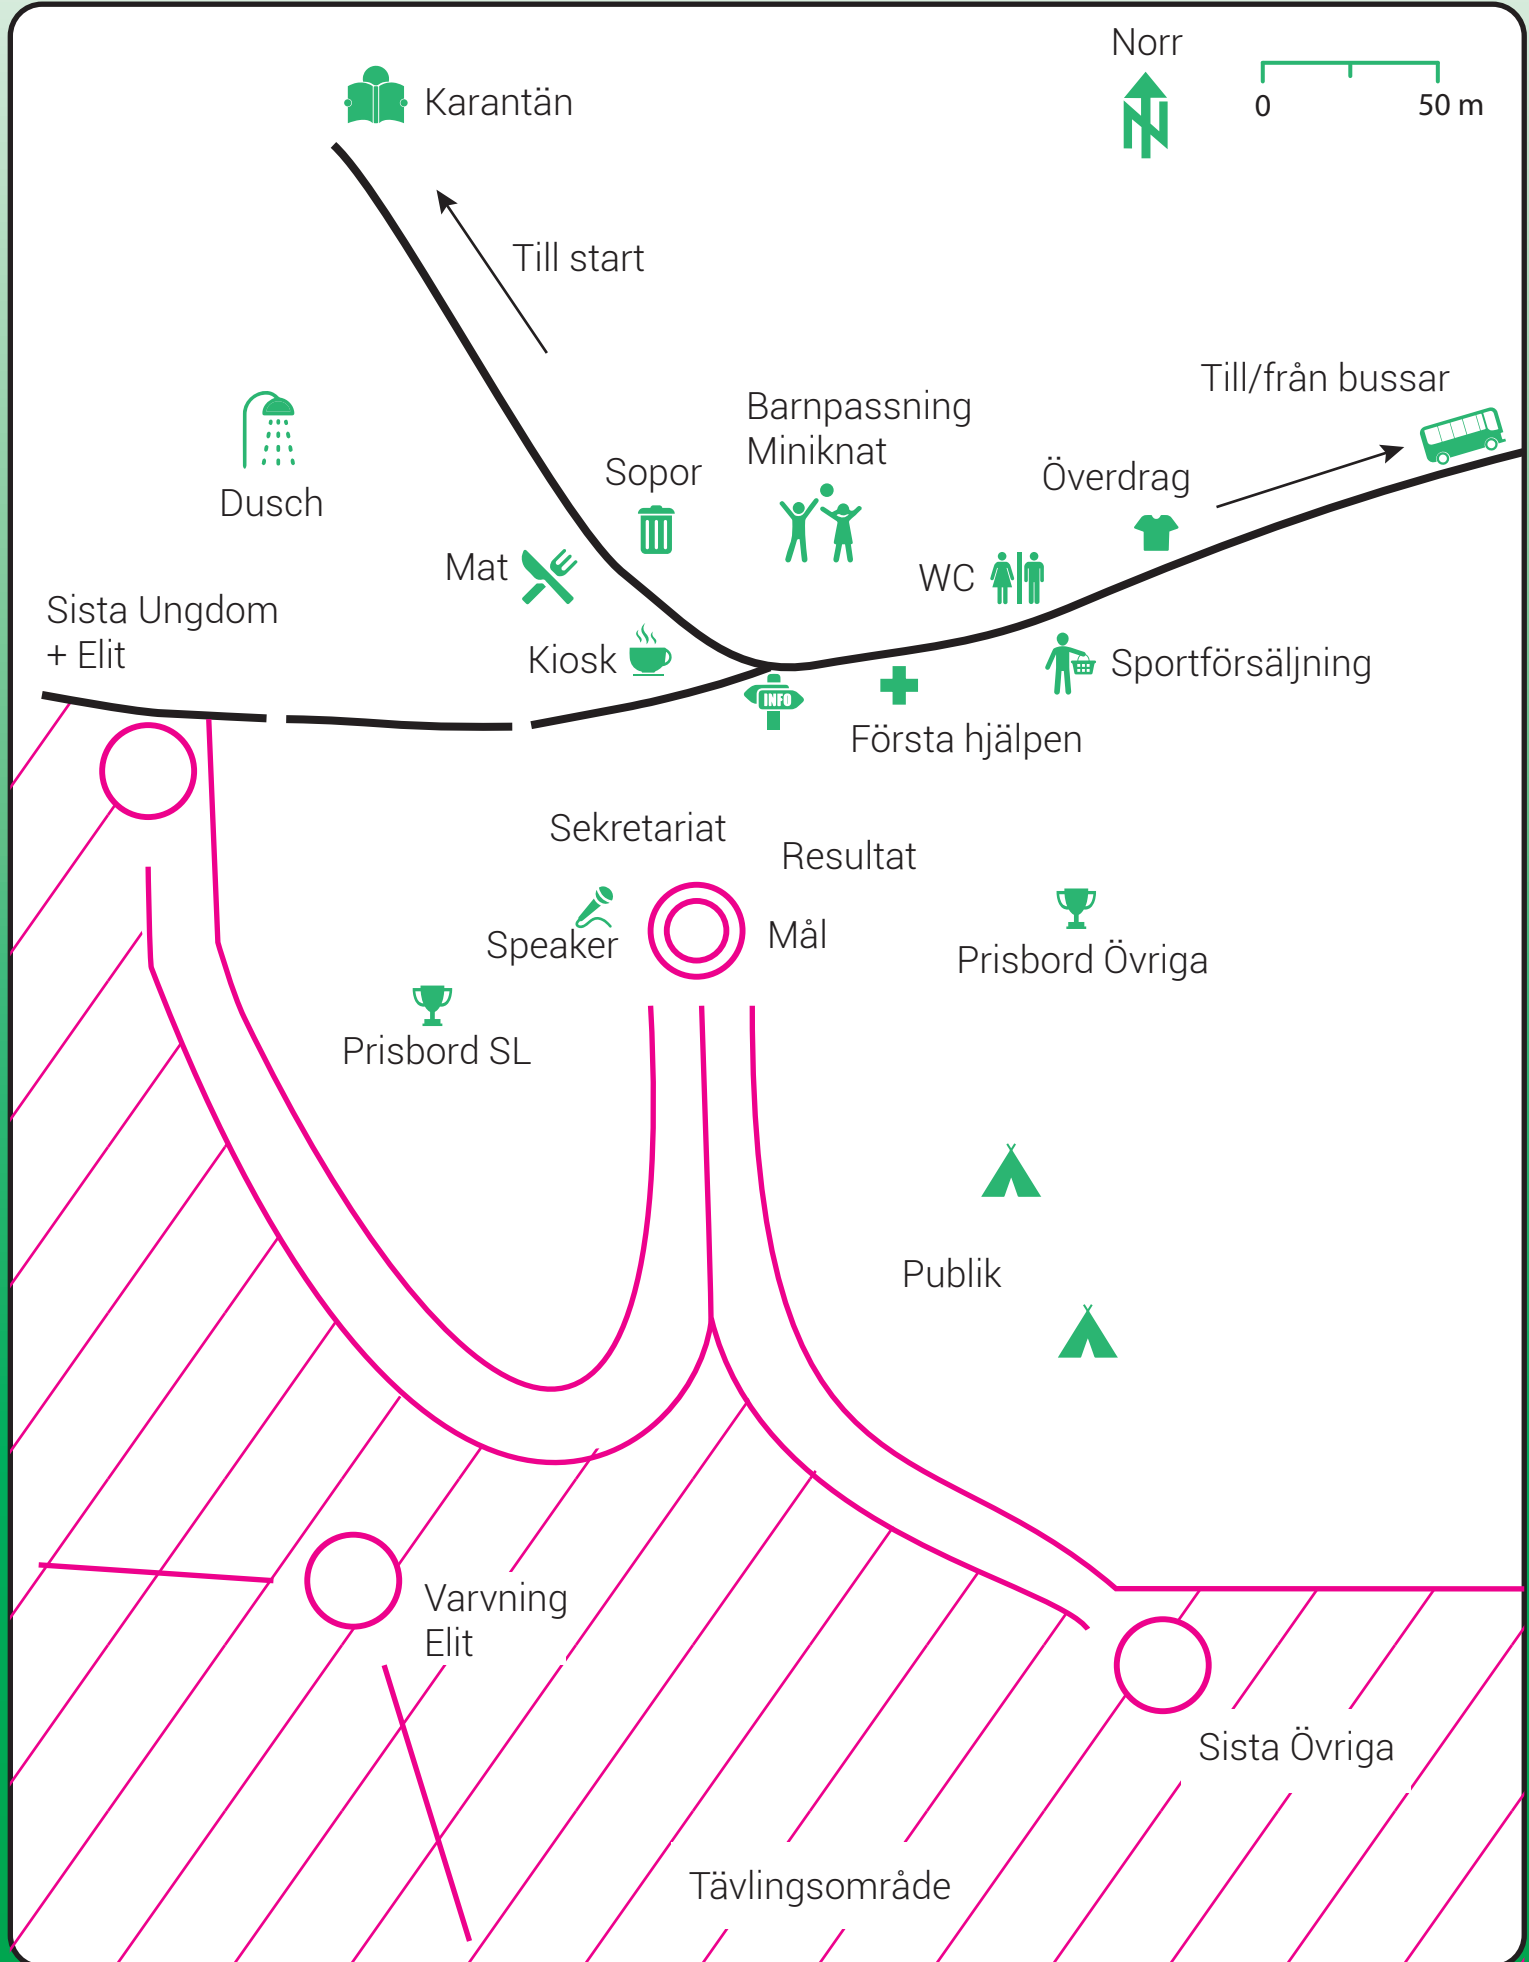 Norr
0
50 m
Karantän
Till start
Till/från bussar
Barnpassning
Miniknat
Sopor
Överdrag
Dusch
Mat
WC
Sista Ungdom
+ Elit
Kiosk
Sportförsäljning
INFO
Första hjälpen
Sekretariat
Resultat
Speaker
Mål
Prisbord Övriga
Prisbord SL
Publik
Varvning
Elit
Sista Övriga
Tävlingsområde